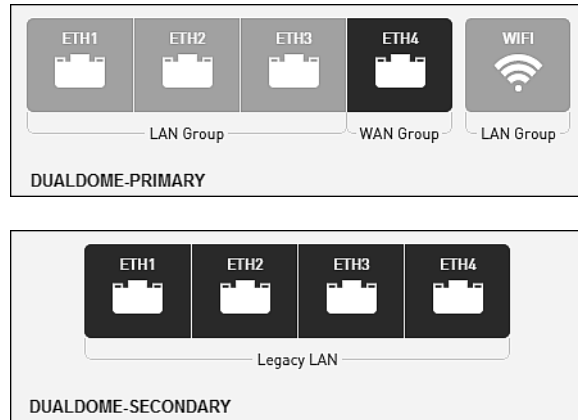 ETH1 ETH2 ETH3 ETH4 WIFI
LAN Group WAN Group LAN Group
DUALDOME-PRIMARY
ETH1 ETH2 ETH3 ETH4
Legacy LAN
DUALDOME-SECONDARY